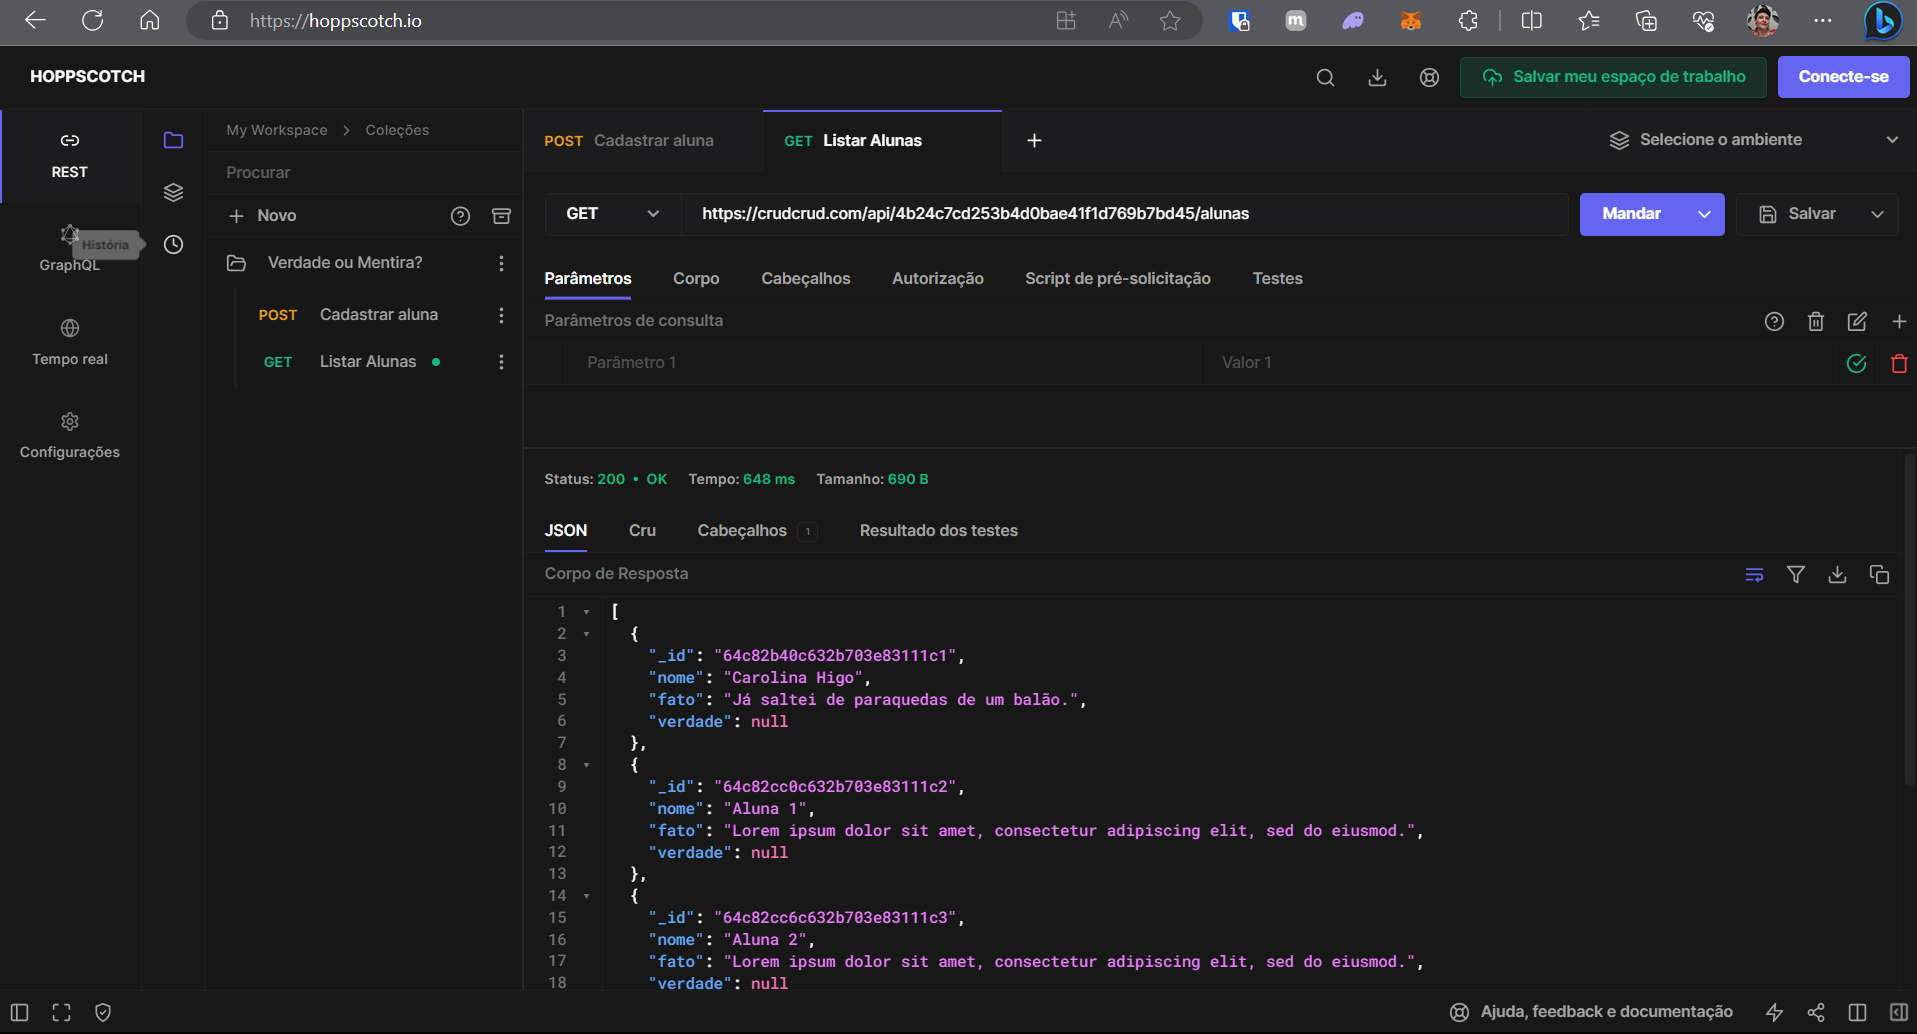 https://hoppscotch.io
HOPPSCOTCH
Salvar meu espaço de trabalho
Conecte-se
REST
GraphQL
História
Tempo real
Configurações
My Workspace > Coleções
Procurar
+ Novo
Verdade ou Mentira?
POST Cadastrar aluna
GET Listar Alunas
POST Cadastrar aluna
GET Listar Alunas
Selecione o ambiente
GET
https://crudcrud.com/api/4b24c7cd253b4d0bae41f1d769b7bd45/alunas
Mandar
Salvar
Parâmetros Corpo Cabeçalhos Autorização Script de pré-solicitação Testes
Parâmetros de consulta
Parâmetro 1 Valor 1
Status: 200 • OK Tempo: 648 ms Tamanho: 690 B
JSON Cru Cabeçalhos 1 Resultado dos testes
Corpo de Resposta
1 [
2 {
3 "_id": "64c82b40c632b703e83111c1",
4 "nome": "Carolina Higo",
5 "fato": "Já saltei de paraquedas de um balão.",
6 "verdade": null
7 },
8 {
9 "_id": "64c82cc0c632b703e83111c2",
10 "nome": "Aluna 1",
11 "fato": "Lorem ipsum dolor sit amet, consectetur adipiscing elit, sed do eiusmod.",
12 "verdade": null
13 },
14 {
15 "_id": "64c82cc6c632b703e83111c3",
16 "nome": "Aluna 2",
17 "fato": "Lorem ipsum dolor sit amet, consectetur adipiscing elit, sed do eiusmod.",
18 "verdade": null
Ajuda, feedback e documentação